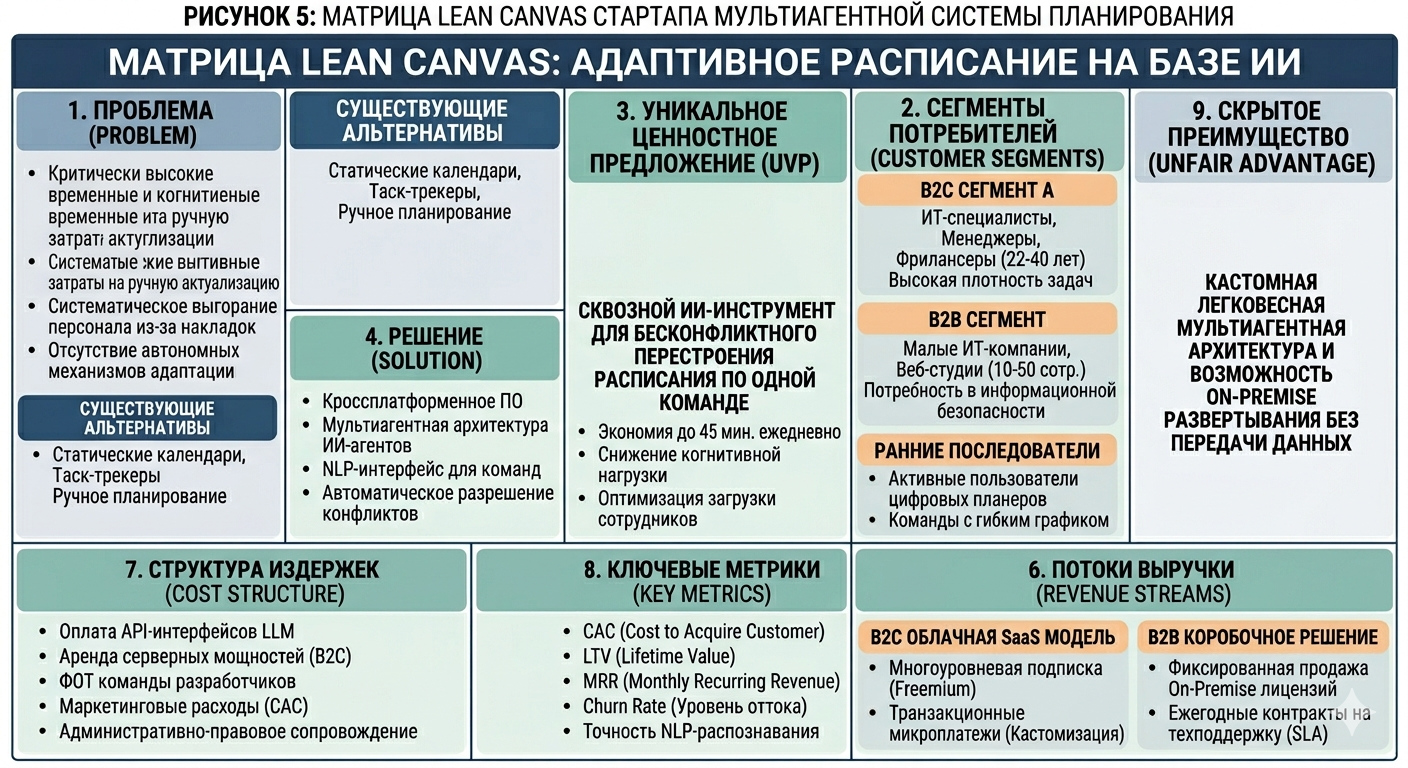 РИСУНОК 5: МАТРИЦА LEAN CANVAS СТАРТАПА МУЛЬТИАГЕНТНОЙ СИСТЕМЫ ПЛАНИРОВАНИЯ
МАТРИЦА LEAN CANVAS: АДАПТИВНОЕ РАСПИСАНИЕ НА БАЗЕ ИИ
1. ПРОБЛЕМА
(PROBLEM)
• Критически высокие
временные и когнитиеные
временные ита ручную
затраті актуглизации
• Систематые жие вытивные
затраты на ручную актуализацию
• Систематическое выгорание
персонала из-за накладок
• Отсутствие автономных
механизмов адаптации
СУЩЕСТВУЮЩИЕ
АЛЬТЕРНАТИВЫ
• Статические календари,
Таск-трекеры
Ручное планирование
СУЩЕСТВУЮЩИЕ
АЛЬТЕРНАТИВЫ
Статические календари,
Таск-трекеры,
Ручное планирование
4. РЕШЕНИЕ
(SOLUTION)
• Кроссплатформенное ПО
• Мультиагентная архитектура
ИИ-агентов
• NLP-интерфейс для команд
• Автоматическое разрешение
конфликтов
3. УНИКАЛЬНОЕ
ЦЕННОСТНОЕ
ПРЕДЛОЖЕНИЕ (UVP)
СКВОЗНОЙ ИИ-ИНСТРУМЕНТ
ДЛЯ БЕСКОНФЛИКТНОГО
ПЕРЕСТРОЕНИЯ
РАСПИСАНИЯ ПО ОДНОЙ
КОМАНДЕ
• Экономия до 45 мин. ежедневно
• Снижение когнитивной
нагрузки
• Оптимизация загрузки
сотрудников
2. СЕГМЕНТЫ
ПОТРЕБИТЕЛЕЙ
(CUSTOMER SEGMENTS)
B2C СЕГМЕНТ А
ИТ-специалисты,
Менеджеры,
Фрилансеры (22-40 лет)
Высокая плотность задач
B2B СЕГМЕНТ
Малые ИТ-компании,
Веб-студии (10-50 сотр.)
Потребность в информационной
безопасности
РАННИЕ ПОСЛЕДОВАТЕЛИ
• Активные пользователи
цифровых планеров
• Команды с гибким графиком
9. СКРЫТОЕ
ПРЕИМУЩЕСТВО
(UNFAIR ADVANTAGE)
КАСТОМНАЯ
ЛЕГКОВЕСНАЯ
МУЛЬТИАГЕНТНАЯ
АРХИТЕКТУРА И
ВОЗМОЖНОСТЬ
ON-PREMISE
РАЗВЕРТЫВАНИЯ БЕЗ
ПЕРЕДАЧИ ДАННЫХ
7. СТРУКТУРА ИЗДЕРЖЕК
(COST STRUCTURE)
• Оплата API-интерфейсов LLM
• Аренда серверных мощностей (B2C)
• ФОТ команды разработчиков
• Маркетинговые расходы (CAC)
• Административно-правовое сопровождение
8. КЛЮЧЕВЫЕ МЕТРИКИ
(KEY METRICS)
• CAC (Cost to Acquire Customer)
• LTV (Lifetime Value)
• MRR (Monthly Recurring Revenue)
• Churn Rate (Уровень оттока)
• Точность NLP-распознавания
6. ПОТОКИ ВЫРУЧКИ
(REVENUE STREAMS)
B2C ОБЛАЧНАЯ SaaS МОДЕЛЬ
• Многоуровневая подписка
(Freemium)
• Транзакционные
микроплатежи (Кастомизация)
B2B КОРОБОЧНОЕ РЕШЕНИЕ
• Фиксированная продажа
On-Premise лицензий
• Ежегодные контракты на
техподдержку (SLA)